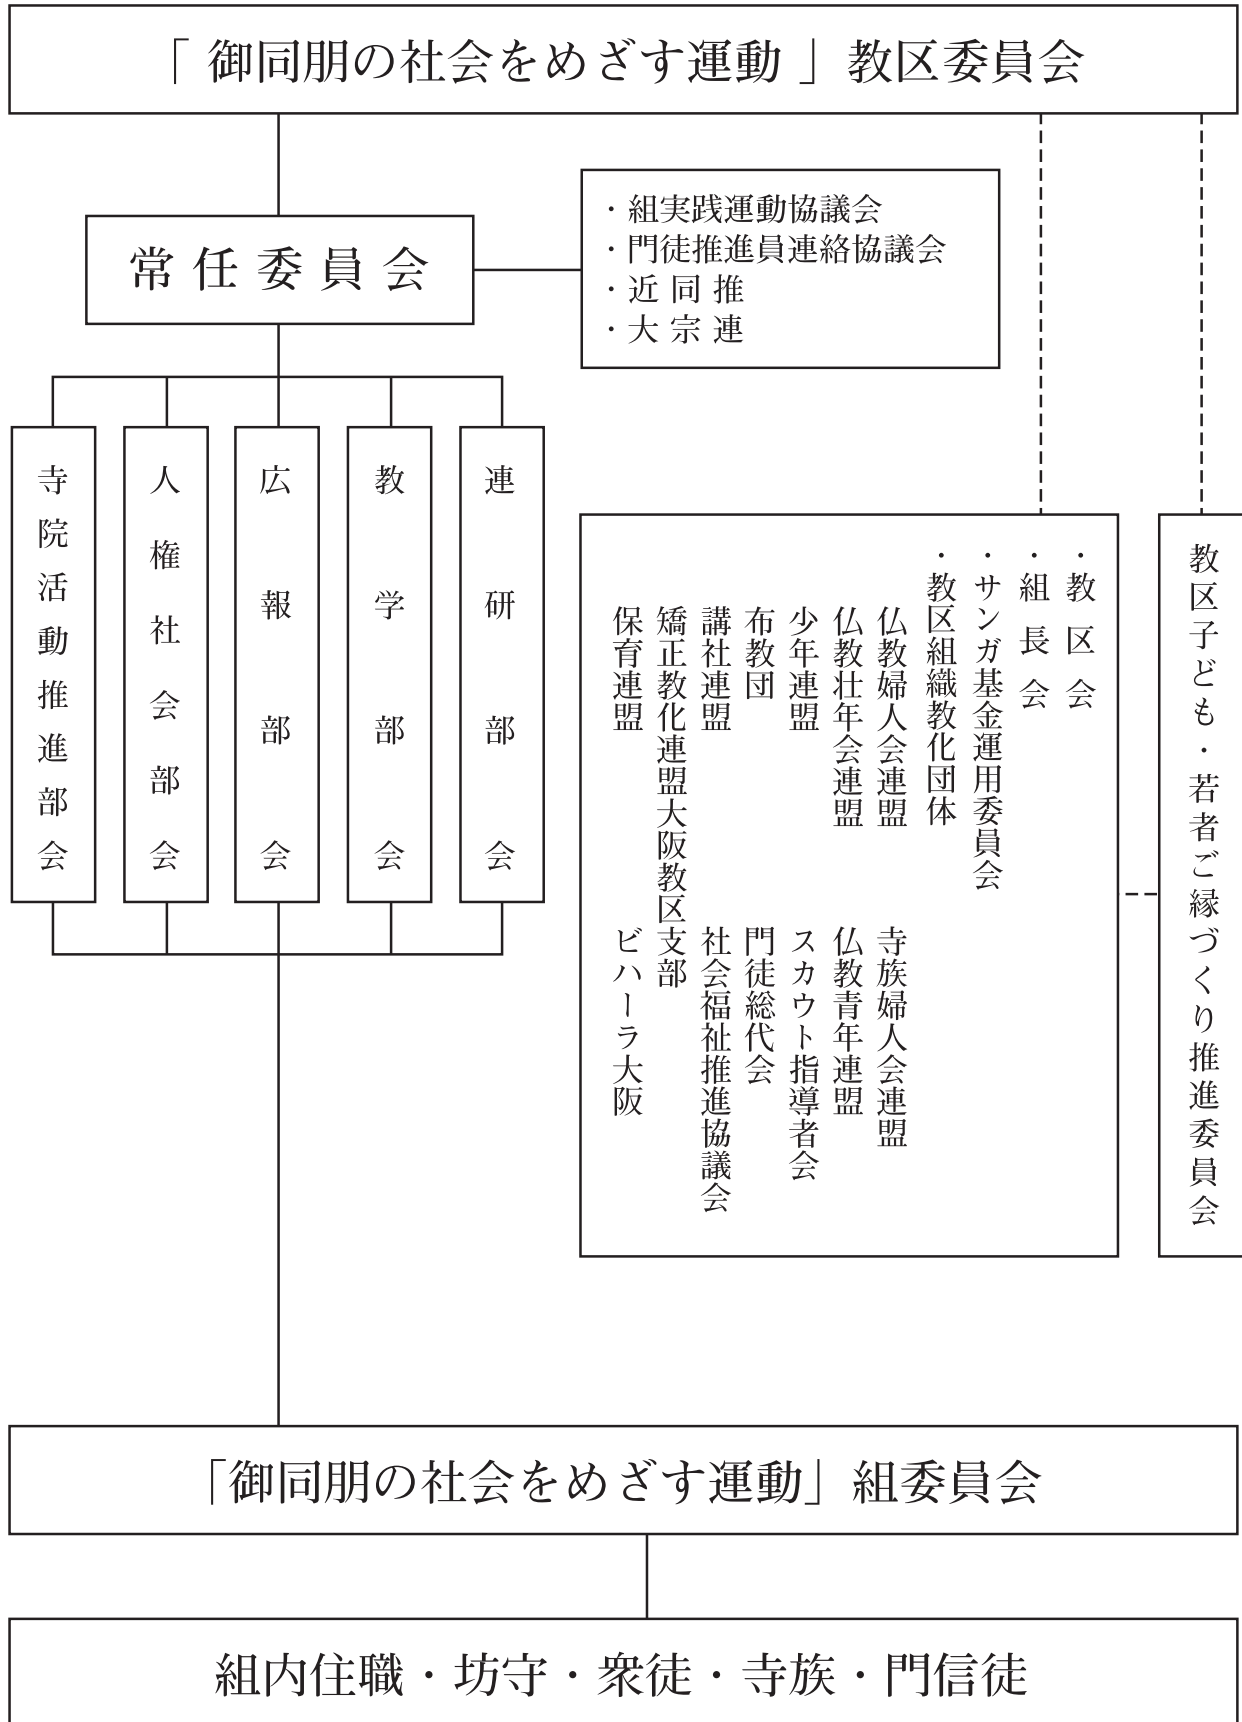 「 御同朋の社会をめざす運動 」教区委員会
常任委員会
・組実践運動協議会
・門徒推進員連絡協議会
・近同推
・大宗連
寺院活動推進部会
人権社会部会
広報部会
教学部会
連研部会
・教区会
・組長会
・サンガ基金運用委員会
・教区組織教化団体
仏教婦人会連盟　寺族婦人会連盟
仏教壮年会連盟　仏教青年連盟
少年連盟　スカウト指導者会
布教団　門徒総代会
講社連盟　社会福祉推進協議会
矯正教化連盟大阪教区支部
保育連盟　ビハーラ大阪
教区子ども・若者ご縁づくり推進委員会
「御同朋の社会をめざす運動」組委員会
組内住職・坊守・衆徒・寺族・門信徒